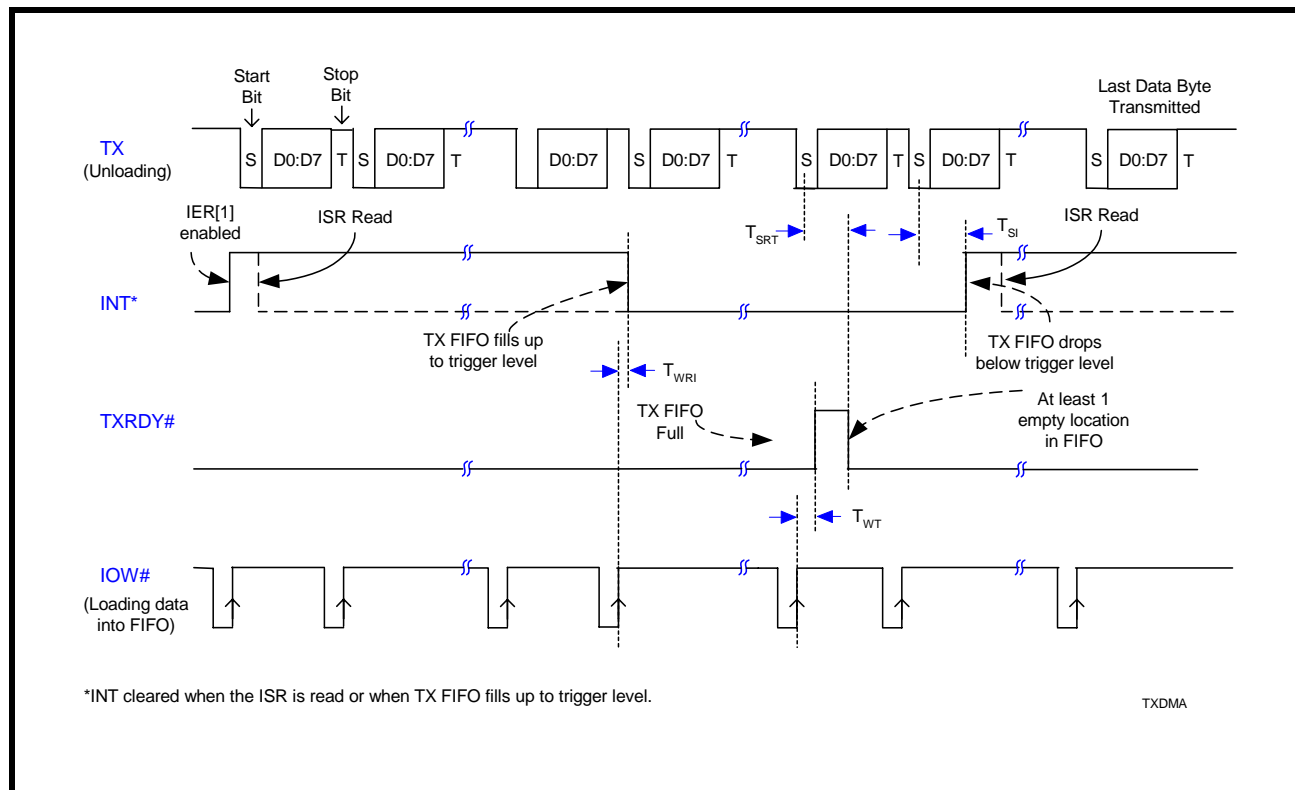 Start
Bit
Stop
Bit
Last Data Byte
Transmitted
TX
(Unloading)
S D0:D7 T S D0:D7 T D0:D7 S D0:D7 T S D0:D7 T S D0:D7 T S D0:D7 T
IER[1]
enabled
ISR Read
TSRT
TSI
ISR Read
INT*
TX FIFO fills up
to trigger level
TX FIFO drops
below trigger level
TWRI
TXRDY#
TX FIFO
Full
At least 1
empty location
in FIFO
TWT
IOW#
(Loading data
into FIFO)
*INT cleared when the ISR is read or when TX FIFO fills up to trigger level.
TXDMA